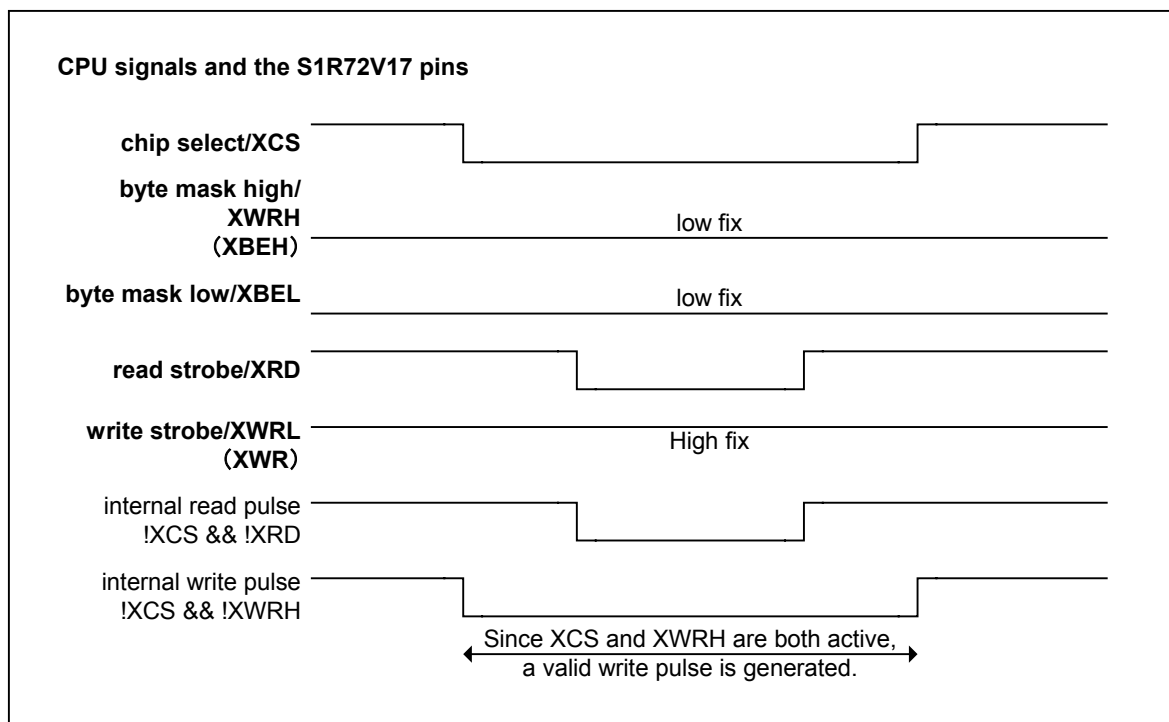 CPU signals and the S1R72V17 pins
chip select/XCS
byte mask high/
XWRH
（XBEH）
low fix
byte mask low/XBEL
low fix
read strobe/XRD
write strobe/XWRL
（XWR）
High fix
internal read pulse
!XCS && !XRD
internal write pulse
!XCS && !XWRH
Since XCS and XWRH are both active,
a valid write pulse is generated.